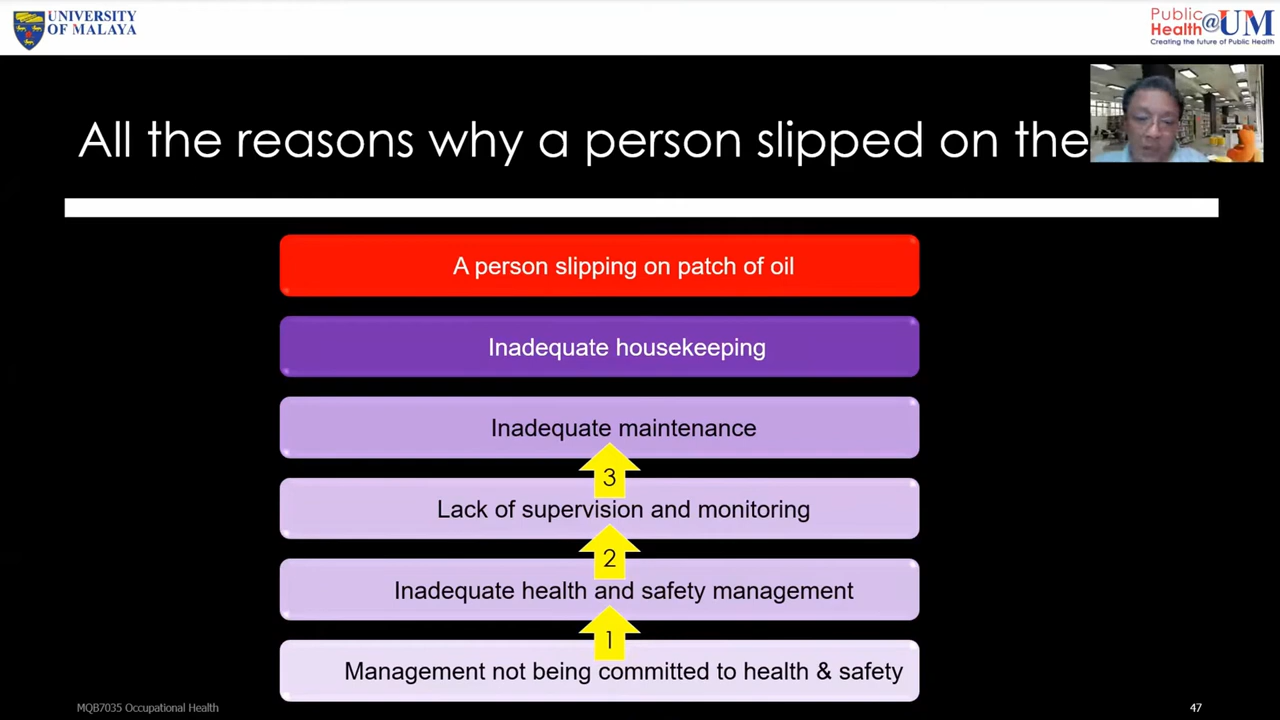 UNIVERSITY
OF MALAYA
Public
Health@UM
Creating the future of Public Health
All the reasons why a person slipped on the
A person slipping on patch of oil
Inadequate housekeeping
Inadequate maintenance
3
Lack of supervision and monitoring
2
Inadequate health and safety management
1
Management not being committed to health & safety
MQB7035 Occupational Health
47